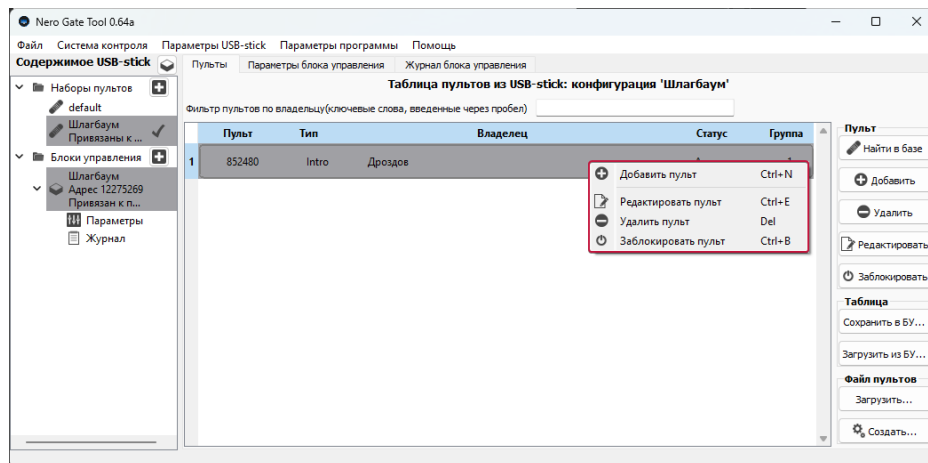 Nero Gate Tool 0.64a
Файл Система контроля Параметры USB-stick Параметры программы Помощь
Содержимое USB-stick
Наборы пультов
default
Шлагбаум
Привязаны к ...
Блоки управления
Шлагбаум
Адрес 12275269
Привязан к п...
Параметры
Журнал
Пульты Параметры блока управления Журнал блока управления
Таблица пультов из USB-stick: конфигурация 'Шлагбаум'
Фильтр пультов по владельцу(ключевые слова, введенные через пробел)
Пульт Тип Владелец Статус Группа
1 852480 Intro Дроздов
Добавить пульт Ctrl+N
Редактировать пульт Ctrl+E
Удалить пульт Del
Заблокировать пульт Ctrl+B
Пульт
Найти в базе
Добавить
Удалить
Редактировать
Заблокировать
Таблица
Сохранить в БУ...
Загрузить из БУ...
Файл пультов
Загрузить...
Создать...